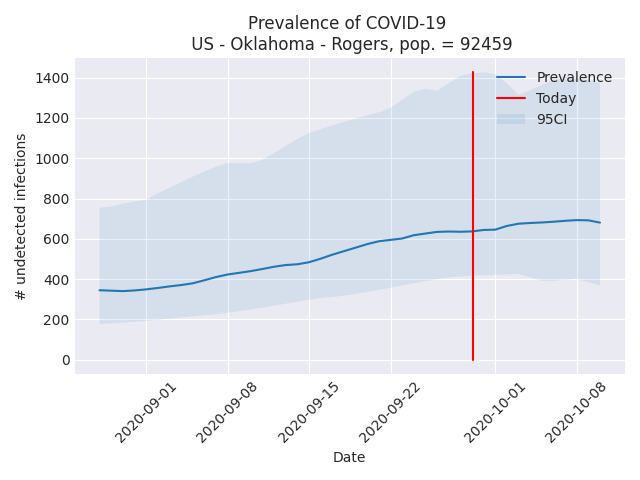 Prevalence of COVID-19
US - Oklahoma - Rogers, pop. = 92459
Prevalence
Today
95CI
# undetected infections
1400
1200
1000
800
600
400
200
0
2020-09-01
2020-09-08
2020-09-15
2020-09-22
2020-10-01
2020-10-08
Date